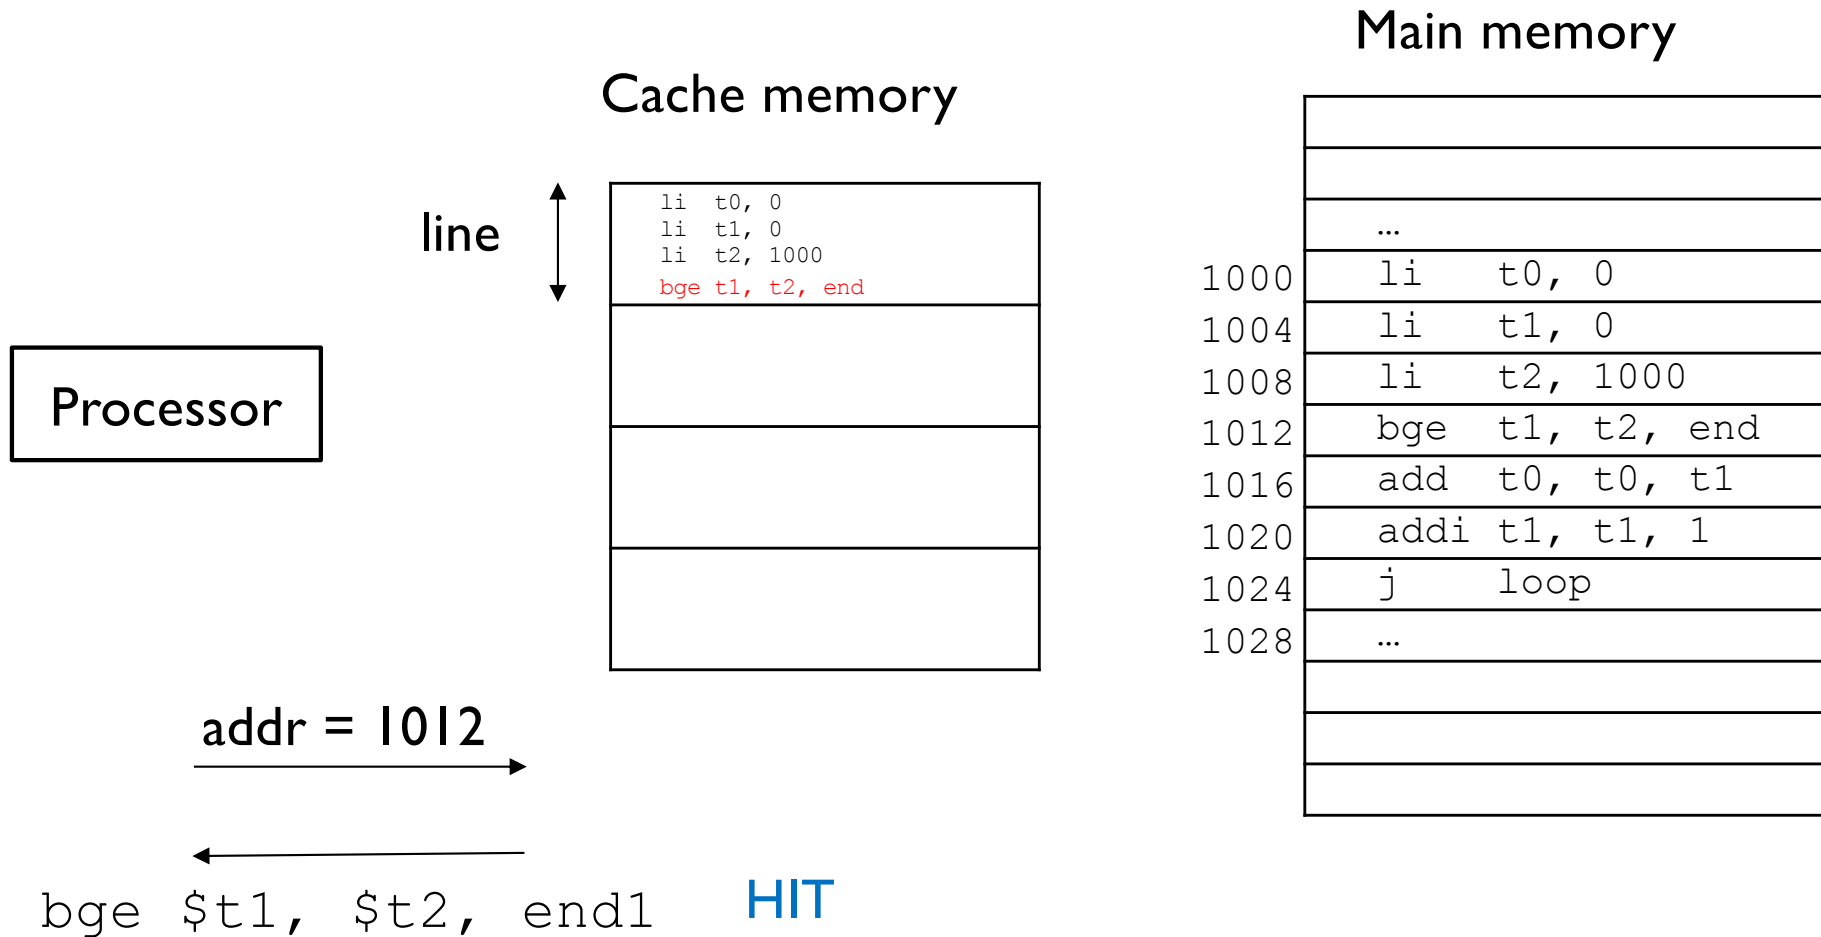 Main memory
Cache memory
line
li t0, 0
li t1, 0
li t2, 1000
bge t1, t2, end
Processor
…
1000 li t0, 0
1004 li t1, 0
1008 li t2, 1000
1012 bge t1, t2, end
1016 add t0, t0, t1
1020 addi t1, t1, 1
1024 j loop
1028 …
addr = 1012
bge $t1, $t2, end1
HIT